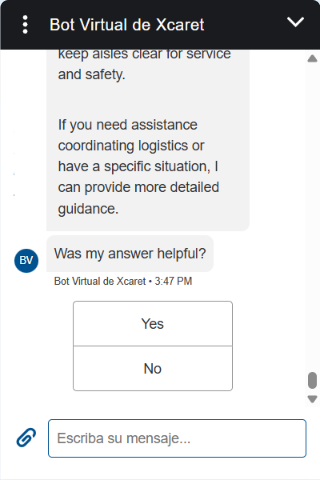 Bot Virtual de Xcaret
keep aisles clear for service
and safety.
If you need assistance
coordinating logistics or
have a specific situation, I
can provide more detailed
guidance.
BV
Was my answer helpful?
Bot Virtual de Xcaret • 3:47 PM
Yes
No
Escriba su mensaje...